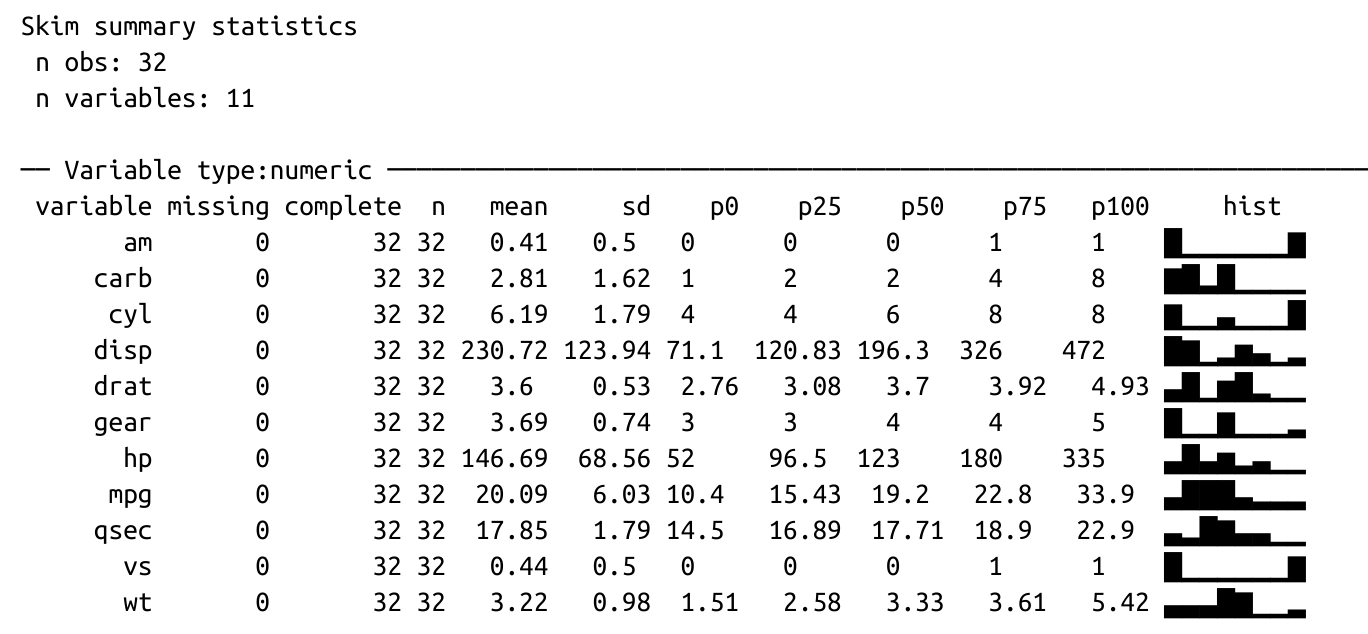 Skim summary statistics
n obs: 32
n variables: 11
── Variable type:numeric ──────────────────────────────
variable missing complete n mean sd p0 p25 p50 p75 p100 hist
am 0 32 32 0.41 0.5 0 0 0 1 1
carb 0 32 32 2.81 1.62 1 2 2 4 8
cyl 0 32 32 6.19 1.79 4 4 6 8 8
disp 0 32 32 230.72 123.94 71.1 120.83 196.3 326 472
drat 0 32 32 3.6 0.53 2.76 3.08 3.7 3.92 4.93
gear 0 32 32 3.69 0.74 3 3 4 4 5
hp 0 32 32 146.69 68.56 52 96.5 123 180 335
mpg 0 32 32 20.09 6.03 10.4 15.43 19.2 22.8 33.9
qsec 0 32 32 17.85 1.79 14.5 16.89 17.71 18.9 22.9
vs 0 32 32 0.44 0.5 0 0 0 1 1
wt 0 32 32 3.22 0.98 1.51 2.58 3.33 3.61 5.42